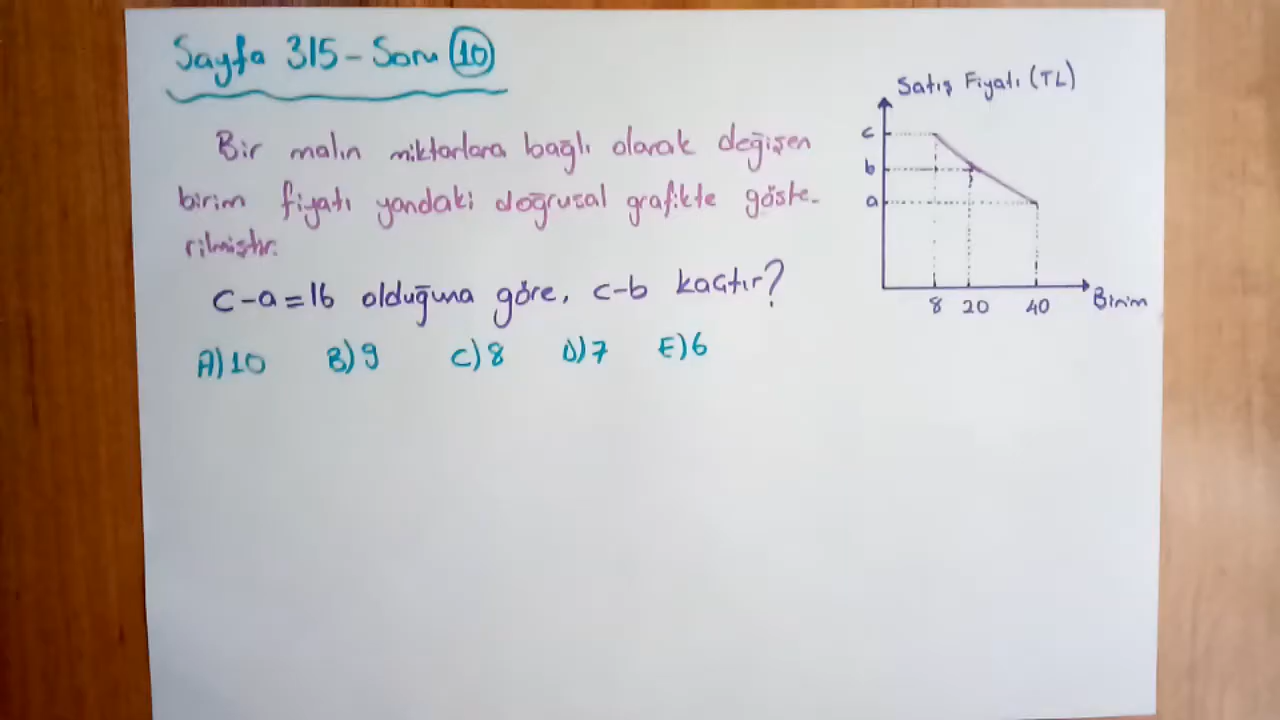 Sayfa 315 - Soru 10
Bir malın miktarlara bağlı olarak değişen
birim fiyatı yandaki doğrusal grafikte göste-
rilmiştir.
c-a=16 olduğuna göre, c-b kaçtır?
A)10 B)9 C)8 D)7 E)6
Satış Fiyatı (TL)
c
b
a
8 20 40 Birim